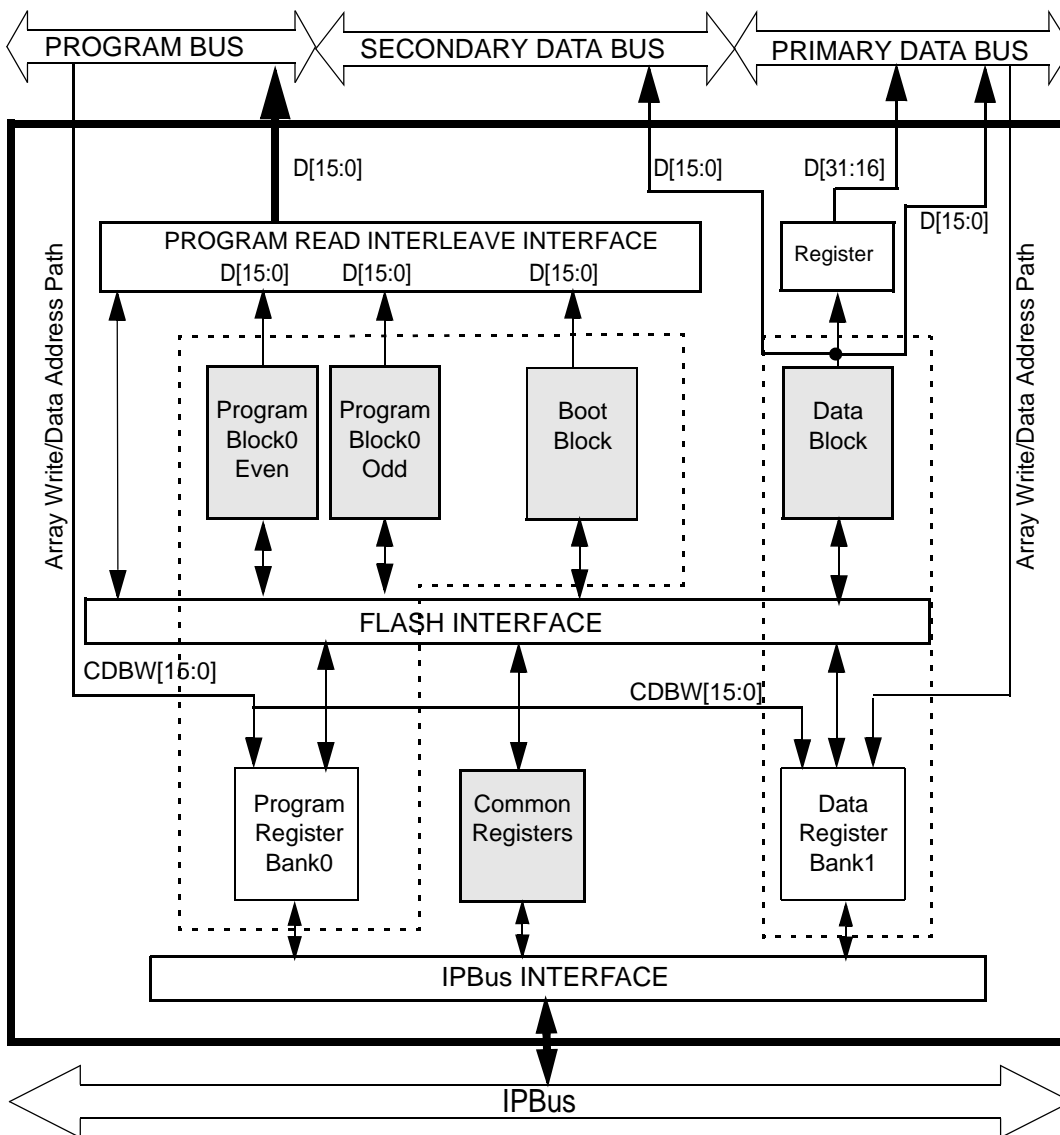 PROGRAM BUS
SECONDARY DATA BUS
PRIMARY DATA BUS
D[15:0]
D[15:0]
D[31:16]
D[15:0]
PROGRAM READ INTERLEAVE INTERFACE
D[15:0]
D[15:0]
D[15:0]
Register
Array Write/Data Address Path
Array Write/Data Address Path
Program
Block0
Even
Program
Block0
Odd
Boot
Block
Data
Block
FLASH INTERFACE
CDBW[15:0]
CDBW[15:0]
Program
Register
Bank0
Common
Registers
Data
Register
Bank1
IPBus INTERFACE
IPBus